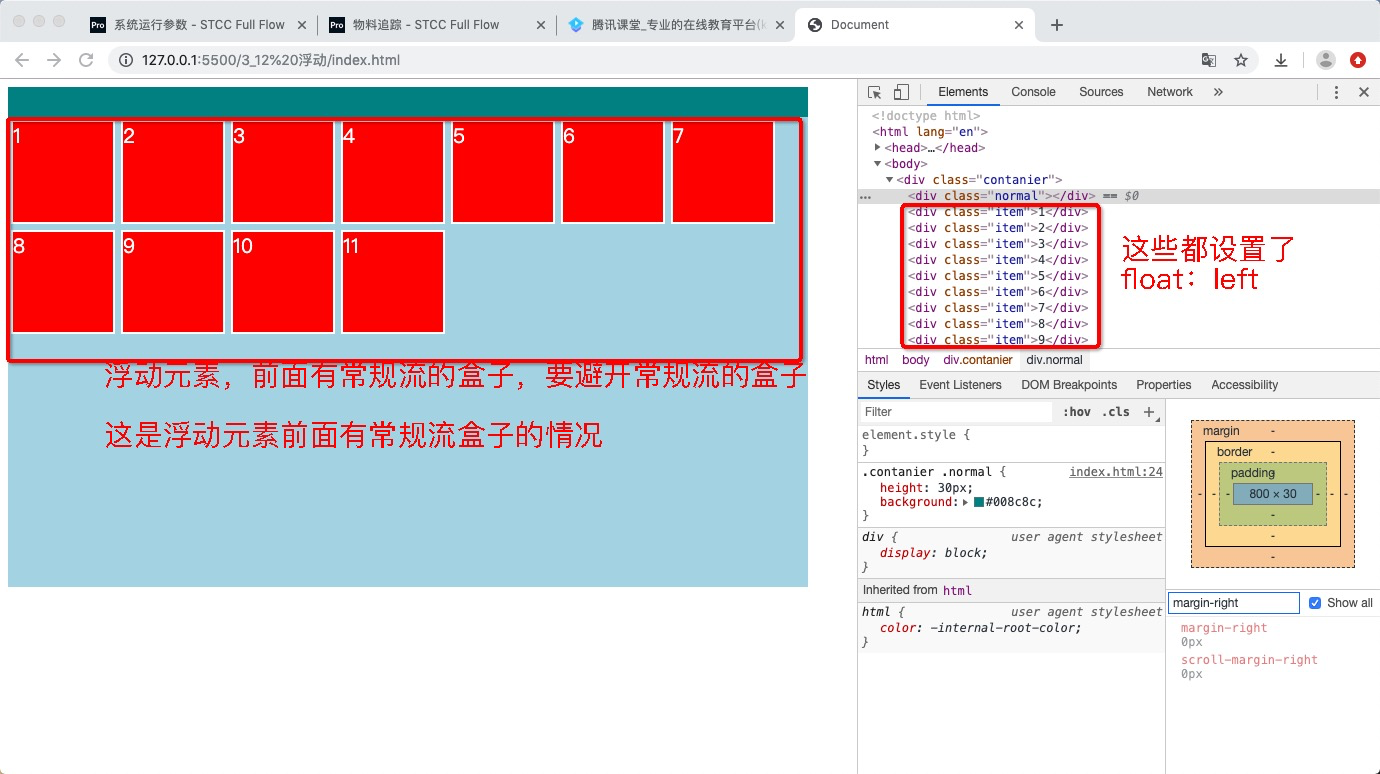 系统运行参数 - STCC Full Flow
物料追踪 - STCC Full Flow
腾讯课堂_专业的在线教育平台(k
Document
127.0.0.1:5500/3_12%20浮动/index.html
1
2
3
4
5
6
7
8
9
10
11
浮动元素，前面有常规流的盒子，要避开常规流的盒子
这是浮动元素前面有常规流盒子的情况
Elements Console Sources Network »
<!doctype html>
<html lang="en">
<head>…</head>
<body>
<div class="contanier">
<div class="normal"></div> == $0
<div class="item">1</div>
<div class="item">2</div>
<div class="item">3</div>
<div class="item">4</div>
<div class="item">5</div>
<div class="item">6</div>
<div class="item">7</div>
<div class="item">8</div>
<div class="item">9</div>
这些都设置了
float：left
html body div.contanier div.normal
Styles Event Listeners DOM Breakpoints Properties Accessibility
Filter :hov .cls +
element.style {
}
.contanier .normal { index.html:24
height: 30px;
background: #008c8c;
}
div { user agent stylesheet
display: block;
}
Inherited from html
html { user agent stylesheet
color: -internal-root-color;
}
margin -
border -
padding -
- - - 800 × 30 - - -
-
-
-
margin-right Show all
margin-right
0px
scroll-margin-right
0px